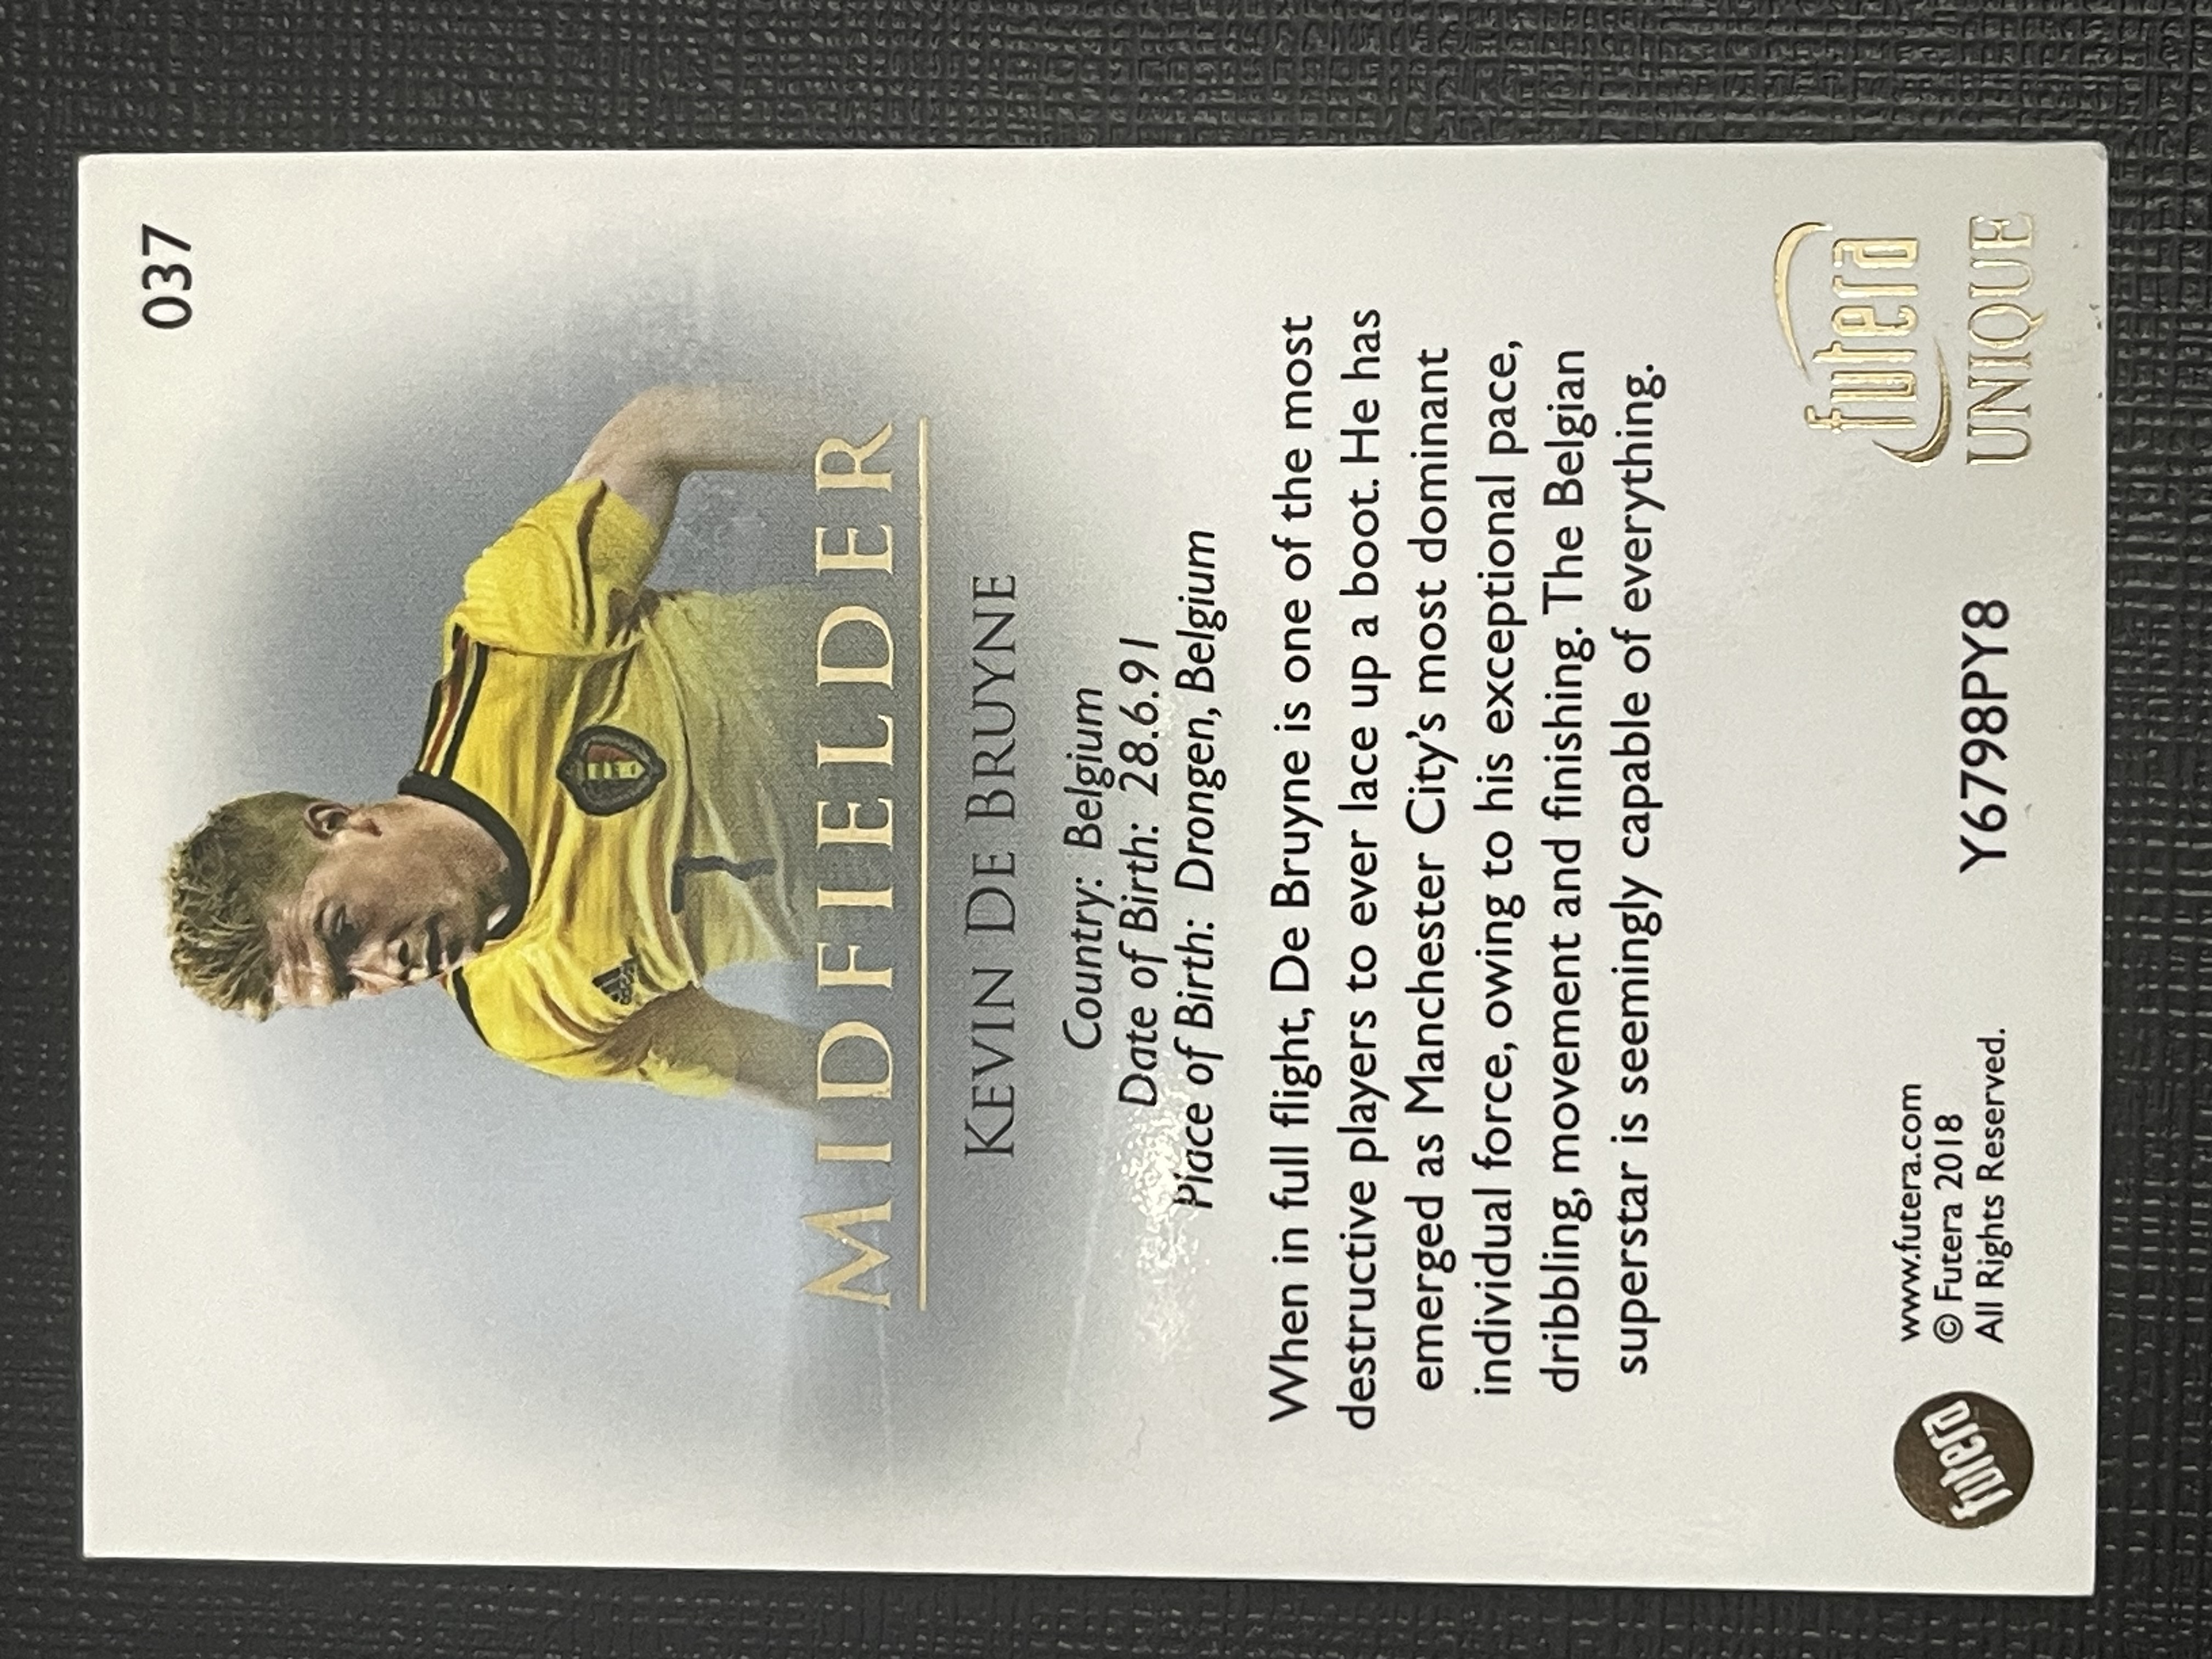 037
7
MIDFIELDER
KEVIN DE BRUYNE
Country: Belgium
Date of Birth: 28.6.91
Place of Birth: Drongen, Belgium
When in full flight, De Bruyne is one of the most
destructive players to ever lace up a boot. He has
emerged as Manchester City's most dominant
individual force, owing to his exceptional pace,
dribbling, movement and finishing. The Belgian
superstar is seemingly capable of everything.
futera
www.futera.com
© Futera 2018
All Rights Reserved.
Y6798PY8
futera
UNIQUE